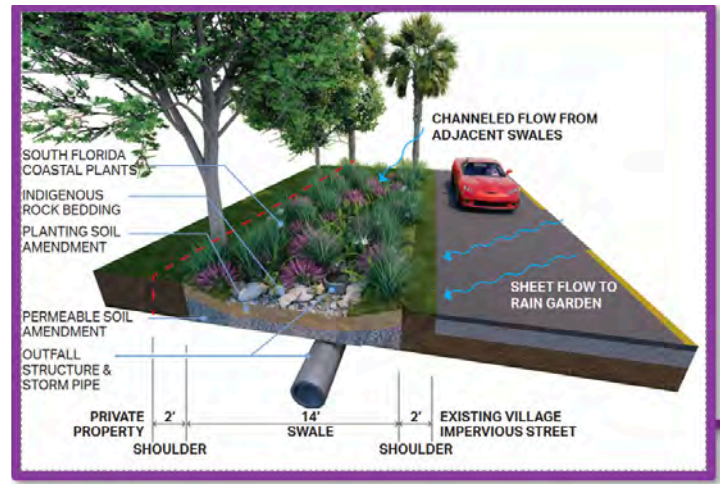 CHANNELED FLOW FROM
ADJACENT SWALES
SOUTH FLORIDA
COASTAL PLANTS
INDIGENOUS
ROCK BEDDING
PLANTING SOIL
AMENDMENT
SHEET FLOW TO
RAIN GARDEN
PERMEABLE SOIL
AMENDMENT
OUTFALL
STRUCTURE &
STORM PIPE
PRIVATE
PROPERTY
2'
SHOULDER
14'
SWALE
2'
SHOULDER
EXISTING VILLAGE
IMPERVIOUS STREET